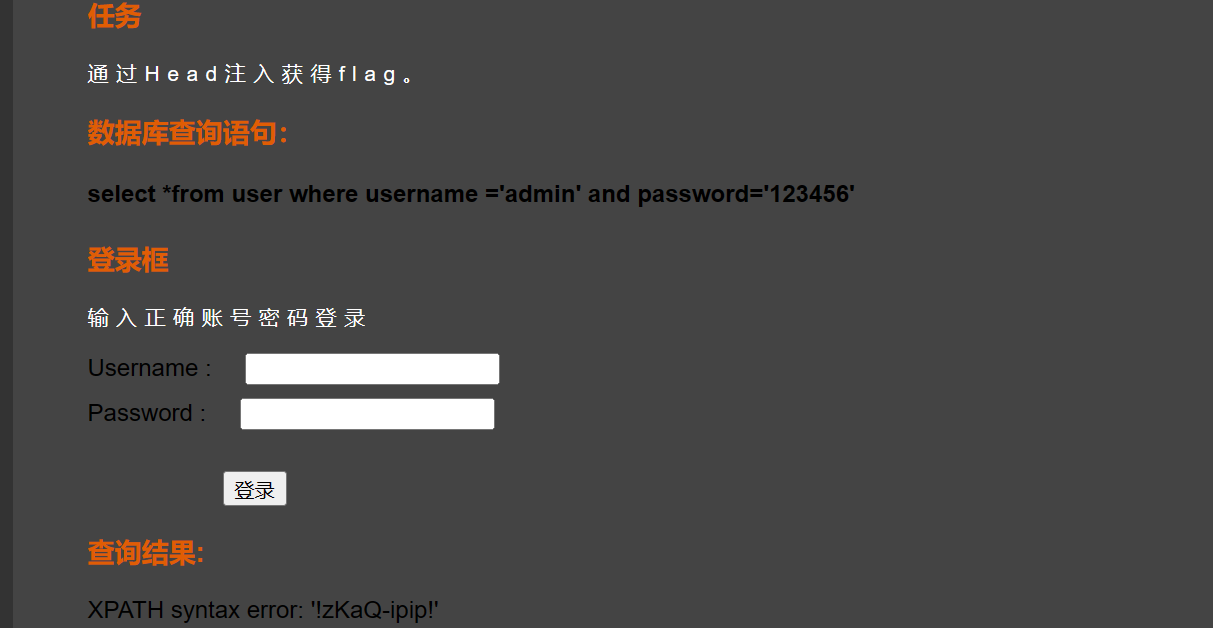 任务
通过Head注入获得flag。
数据库查询语句：
select *from user where username ='admin' and password='123456'
登录框
输入正确账号密码登录
Username :
Password :
登录
查询结果:
XPATH syntax error: '!zKaQ-ipip!'